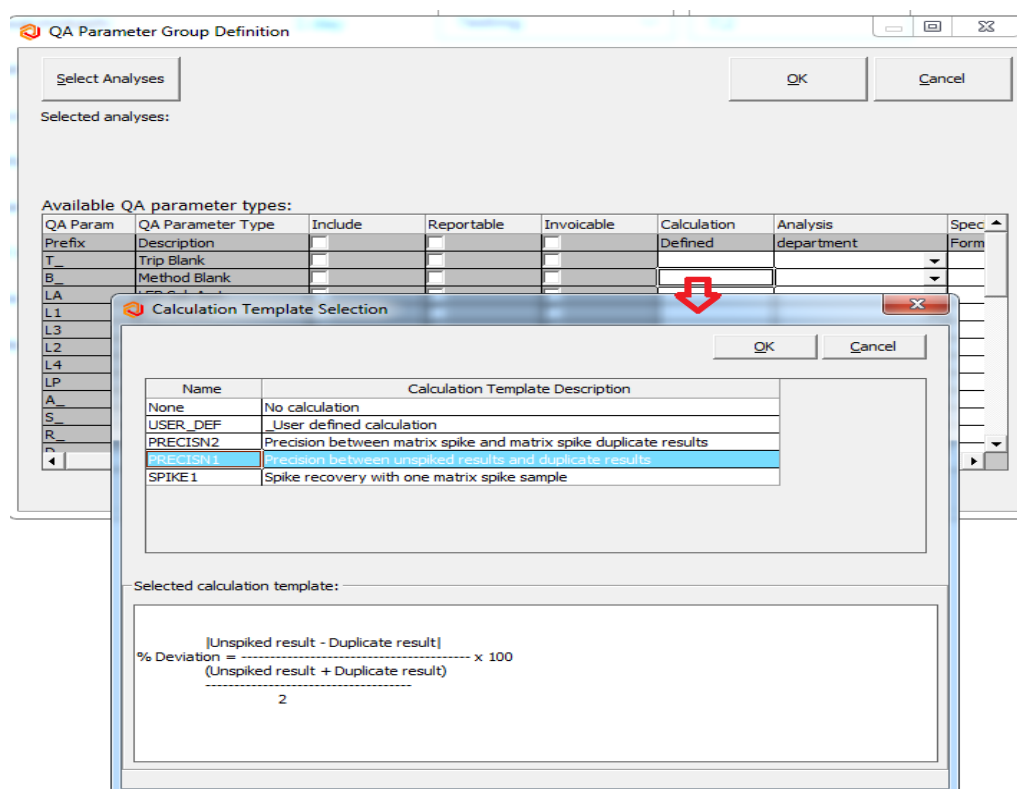 QA Parameter Group Definition
Select Analyses OK Cancel
Selected analyses:
Available QA parameter types:
QA Param QA Parameter Type Include Reportable Invoicable Calculation Analysis Spec
Prefix Description Defined department Form
T_ Trip Blank
B_ Method Blank
LA
L1
L3
L2
L4
LP
A_
S_
R_
Calculation Template Selection
OK Cancel
Name Calculation Template Description
None No calculation
USER_DEF _User defined calculation
PRECISN2 Precision between matrix spike and matrix spike duplicate results
PRECISN1 Precision between unspiked results and duplicate results
SPIKE1 Spike recovery with one matrix spike sample
Selected calculation template:
|Unspiked result - Duplicate result|
% Deviation = ---------------------------------------- x 100
(Unspiked result + Duplicate result)
------------------------------------
2